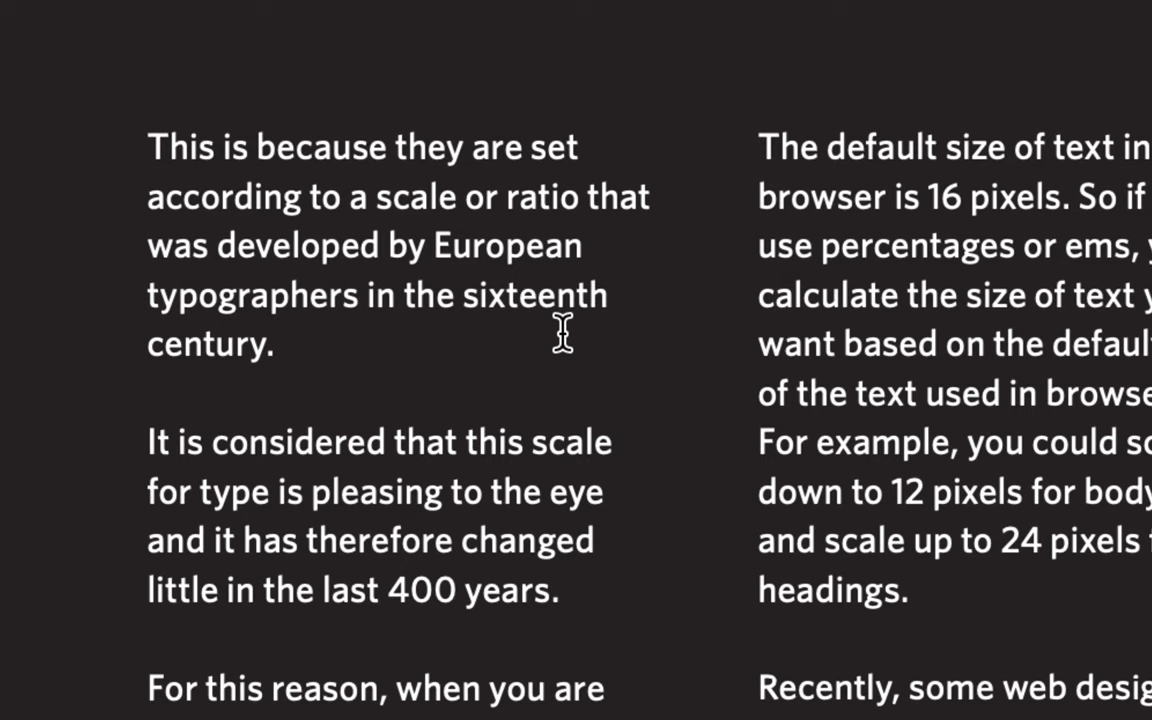 This is because they are set
according to a scale or ratio that
was developed by European
typographers in the sixteenth
century.
It is considered that this scale
for type is pleasing to the eye
and it has therefore changed
little in the last 400 years.
For this reason, when you are
The default size of text in
browser is 16 pixels. So if
use percentages or ems,
calculate the size of text
want based on the
of the text used in
For example, you could
down to 12 pixels for body
and scale up to 24 pixels
headings.
Recently, some web